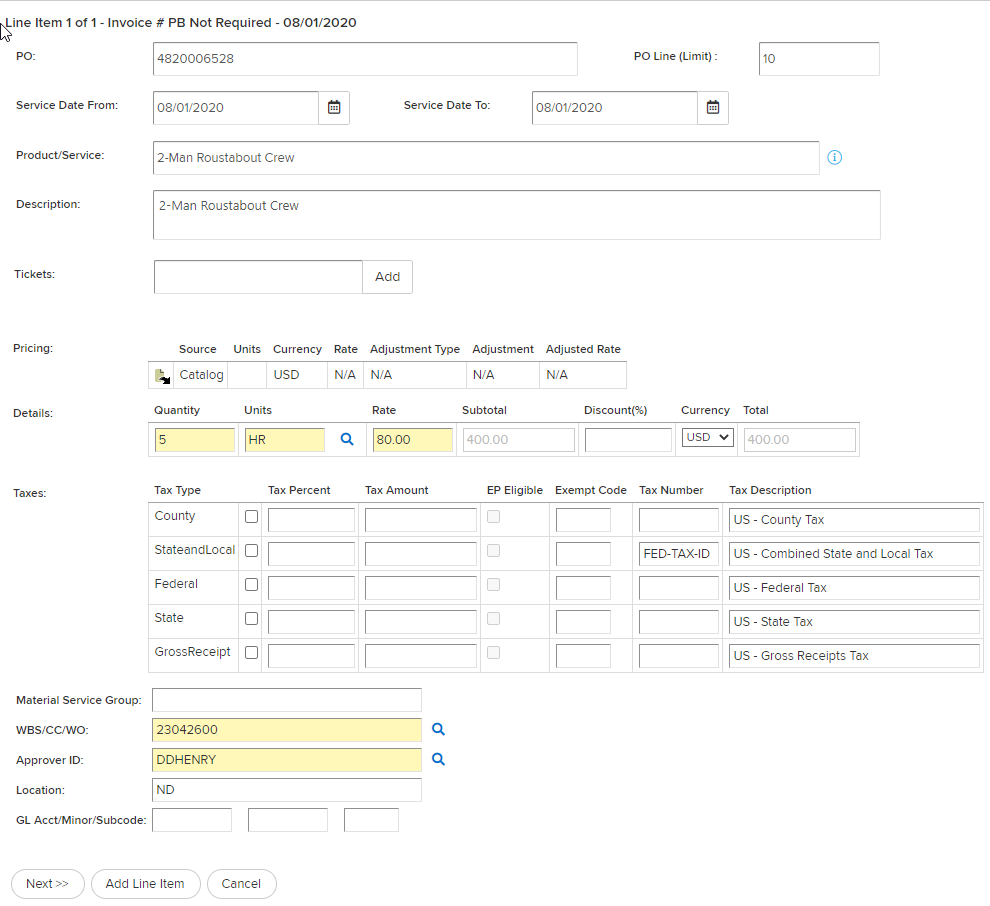 Line Item 1 of 1 - Invoice # PB Not Required - 08/01/2020
PO: 4820006528 PO Line (Limit) : 10
Service Date From: 08/01/2020 Service Date To: 08/01/2020
Product/Service: 2-Man Roustabout Crew
Description: 2-Man Roustabout Crew
Tickets: Add
Pricing: Source Units Currency Rate Adjustment Type Adjustment Adjusted Rate
Catalog USD N/A N/A N/A N/A
Details: Quantity Units Rate Subtotal Discount(%) Currency Total
5 HR 80.00 400.00 USD 400.00
Taxes: Tax Type Tax Percent Tax Amount EP Eligible Exempt Code Tax Number Tax Description
County US - County Tax
StateandLocal FED-TAX-ID US - Combined State and Local Tax
Federal US - Federal Tax
State US - State Tax
GrossReceipt US - Gross Receipts Tax
Material Service Group:
WBS/CC/WO: 23042600
Approver ID: DDHENRY
Location: ND
GL Acct/Minor/Subcode:
Next >> Add Line Item Cancel